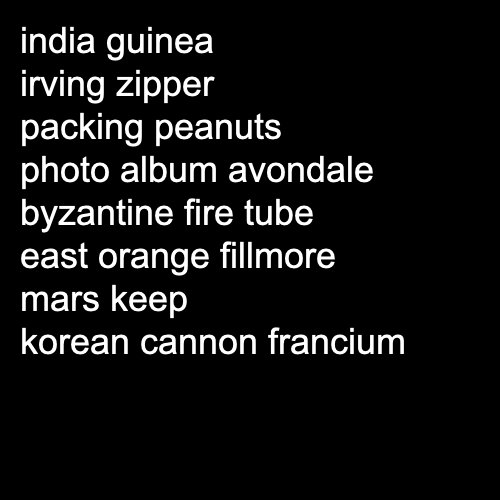 india guinea
irving zipper
packing peanuts
photo album avondale
byzantine fire tube
east orange fillmore
mars keep
korean cannon francium